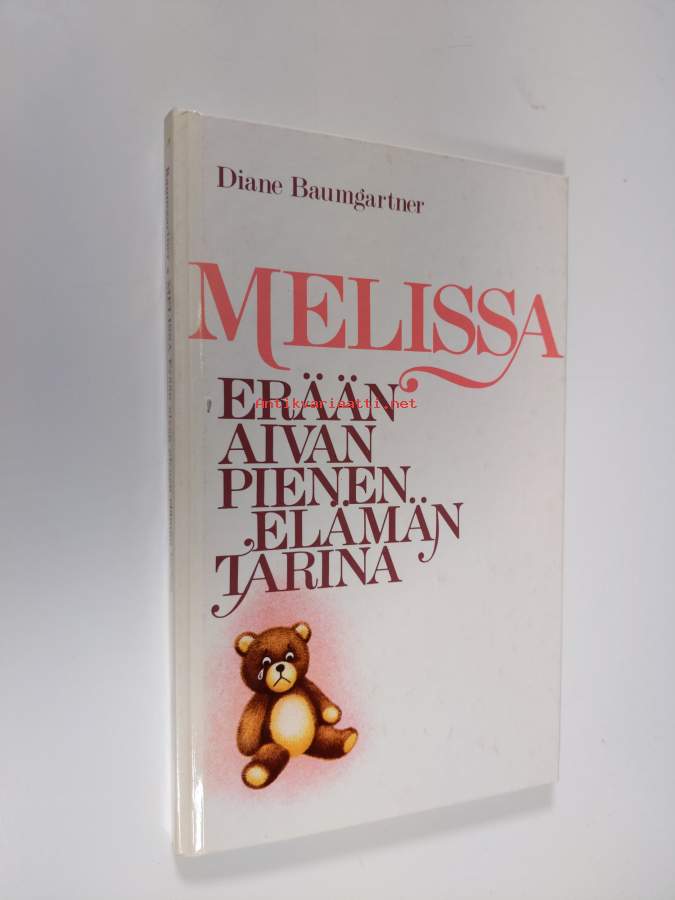 Diane Baumgartner
MELISSA
ERÄÄN
Antikvariaatti.net
AIVAN
PIENEN
ELÄMÄN
TARINA